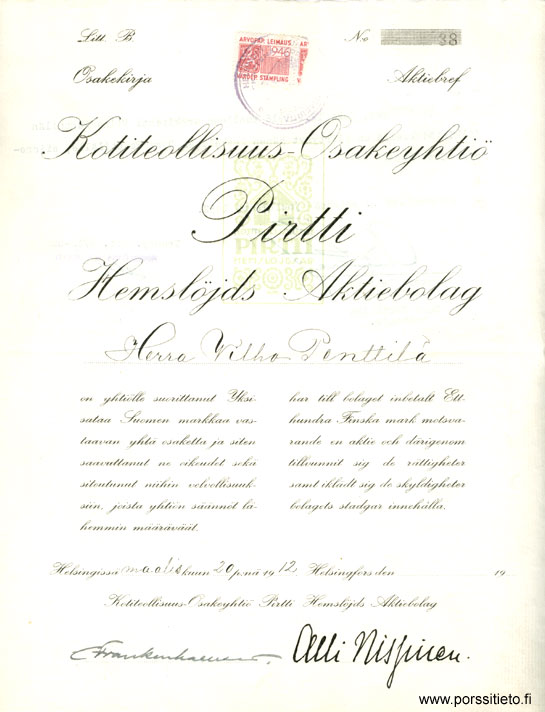 Litt. B.
No 38
ARVOPAP. LEIMAUS
1946
VÄRDEP. STÄMPLING
Osakekirja
Aktiebref
Kotiteollisuus-Osakeyhtiö
Pirtti
PIRTTI
Hemslöjds Aktiebolag
Herra Vilho Penttilä
on yhtiölle suorittanut Yksi-
sataa Suomen markkaa vas-
taavan yhtä osaketta ja siten
saavuttanut ne oikeudet sekä
sitoutunut niihin velvollisuuk-
siin, joista yhtiön säännöt lä-
hemmin määräävät.
har till bolaget inbetalt Ett-
hundra Finska mark motsva-
rande en aktie och därigenom
tillvunnit sig de rättigheter
samt iklädt sig de skyldigheter
bolagets stadgar innehålla.
Helsingissä maaliskuun 20 p:nä 1912 Helsingfors den 19
Kotiteollisuus-Osakeyhtiö Pirtti Hemslöjds Aktiebolag
Frankenhaeuser. Alli Nissinen.
www.porssitieto.fi